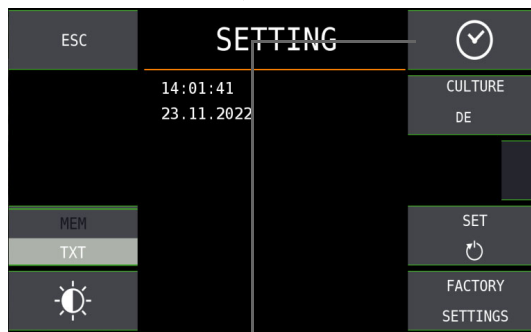 ESC
SETTING
14:01:41
23.11.2022
CULTURE
DE
MEM
TXT
SET
FACTORY
SETTINGS